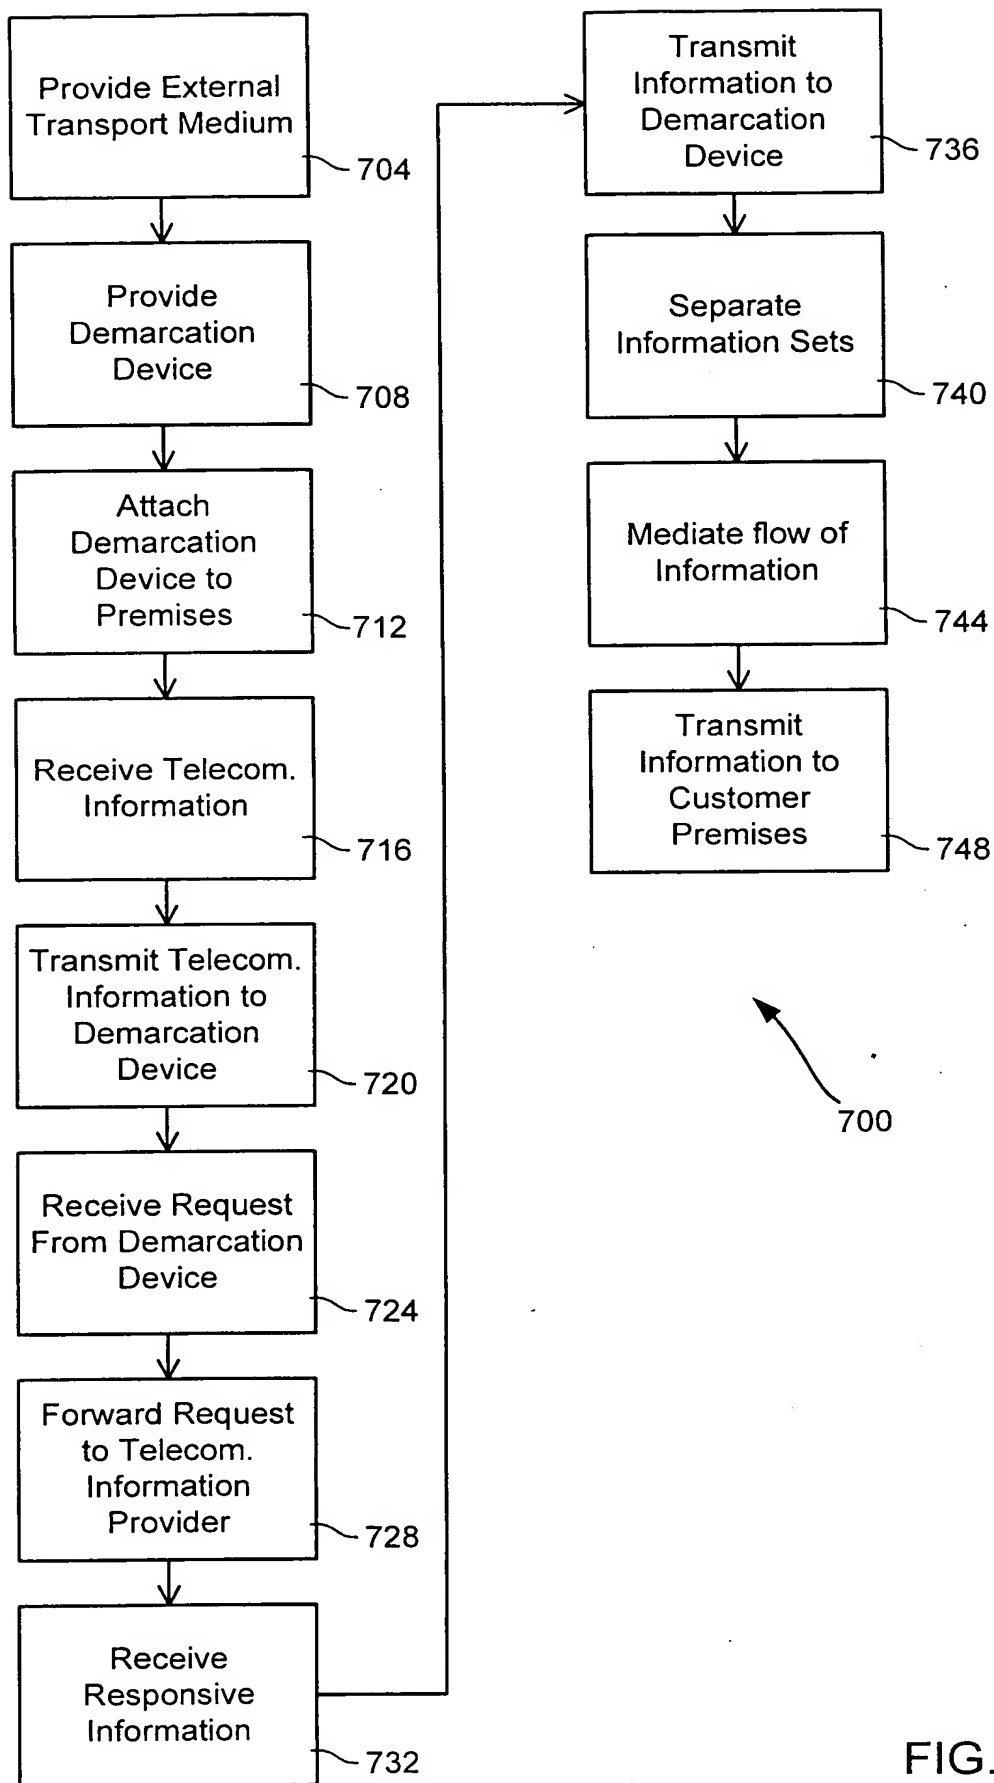 Provide External
Transport Medium
704
Provide
Demarcation
Device
708
Attach
Demarcation
Device to
Premises
712
Receive Telecom.
Information
716
Transmit Telecom.
Information to
Demarcation
Device
720
Receive Request
From Demarcation
Device
724
Forward Request
to Telecom.
Information
Provider
728
Receive
Responsive
Information
732
Transmit
Information to
Demarcation
Device
736
Separate
Information Sets
740
Mediate flow of
Information
744
Transmit
Information to
Customer
Premises
748
700
FIG.